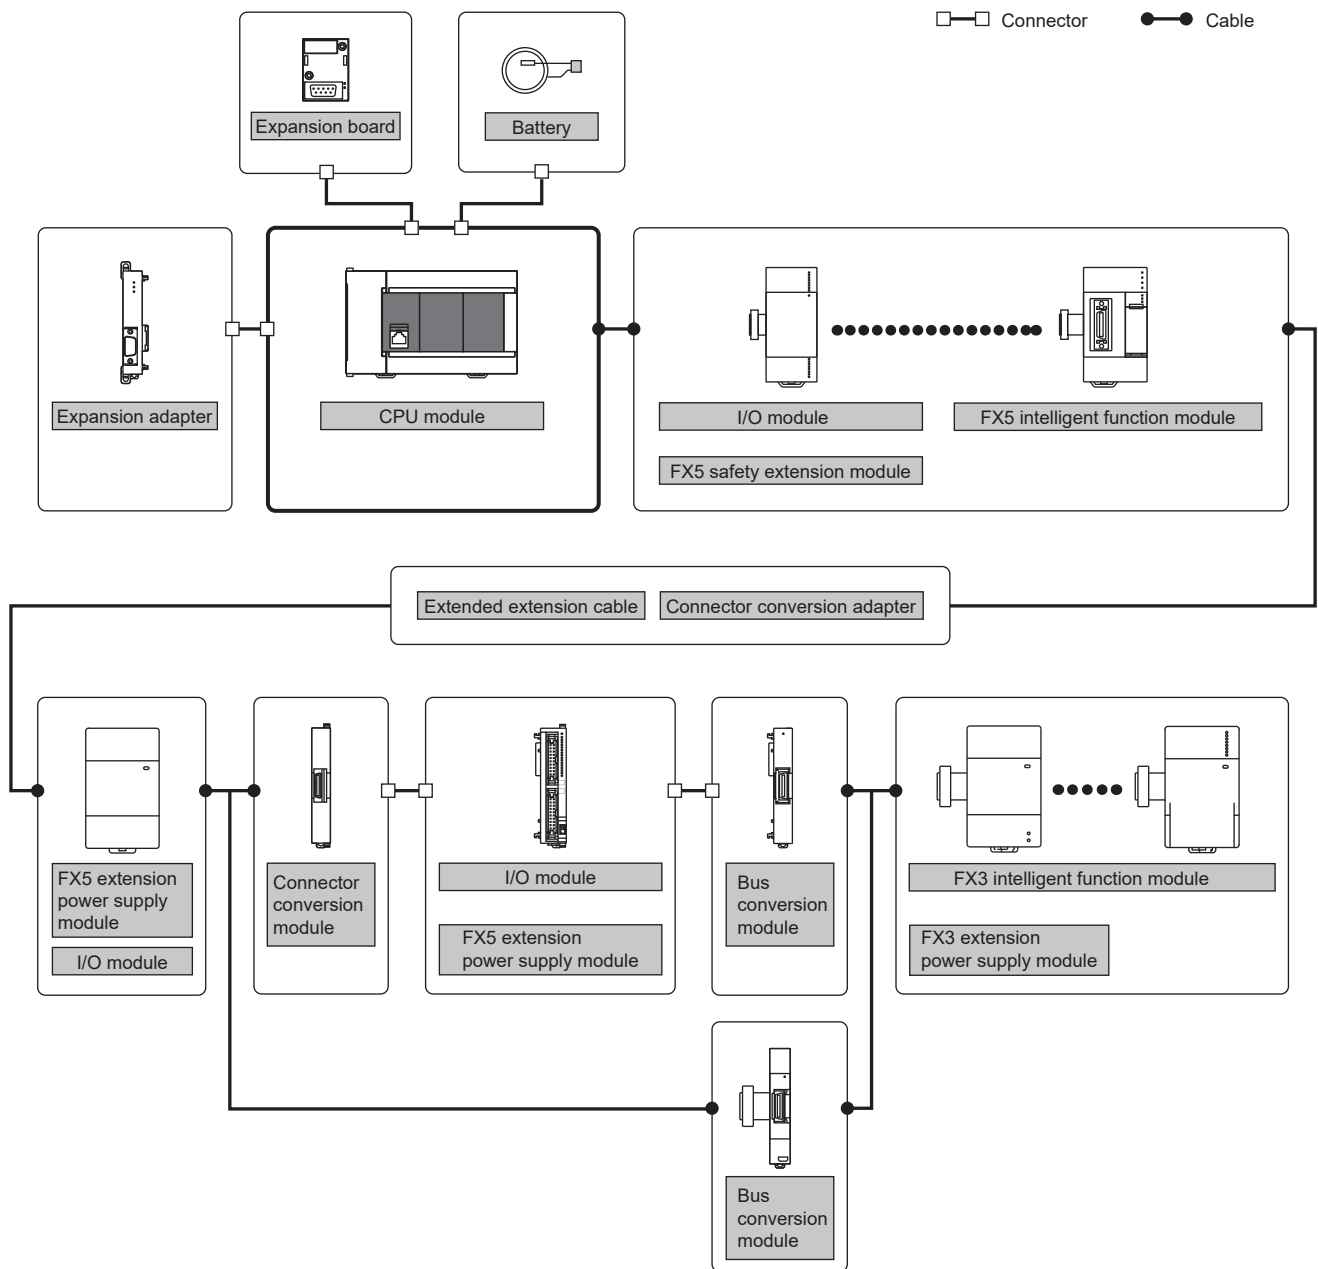 Connector
Cable
Expansion board
Battery
Expansion adapter
CPU module
I/O module
FX5 intelligent function module
FX5 safety extension module
Extended extension cable
Connector conversion adapter
FX5 extension
power supply
module
I/O module
Connector
conversion
module
I/O module
FX5 extension
power supply module
Bus
conversion
module
FX3 intelligent function module
FX3 extension
power supply module
Bus
conversion
module